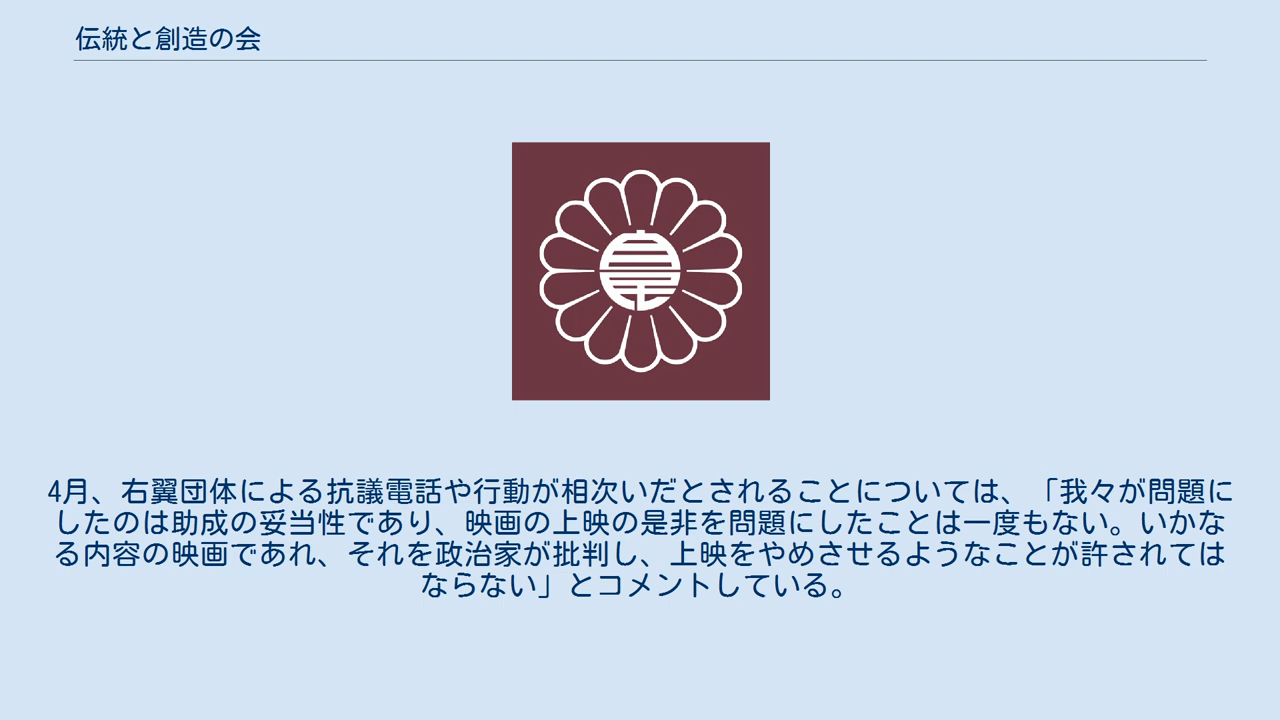 伝統と創造の会
4月、右翼団体による抗議電話や行動が相次いだとされることについては、「我々が問題に
したのは助成の妥当性であり、映画の上映の是非を問題にしたことは一度もない。いかな
る内容の映画であれ、それを政治家が批判し、上映をやめさせるようなことが許されては
ならない」とコメントしている。